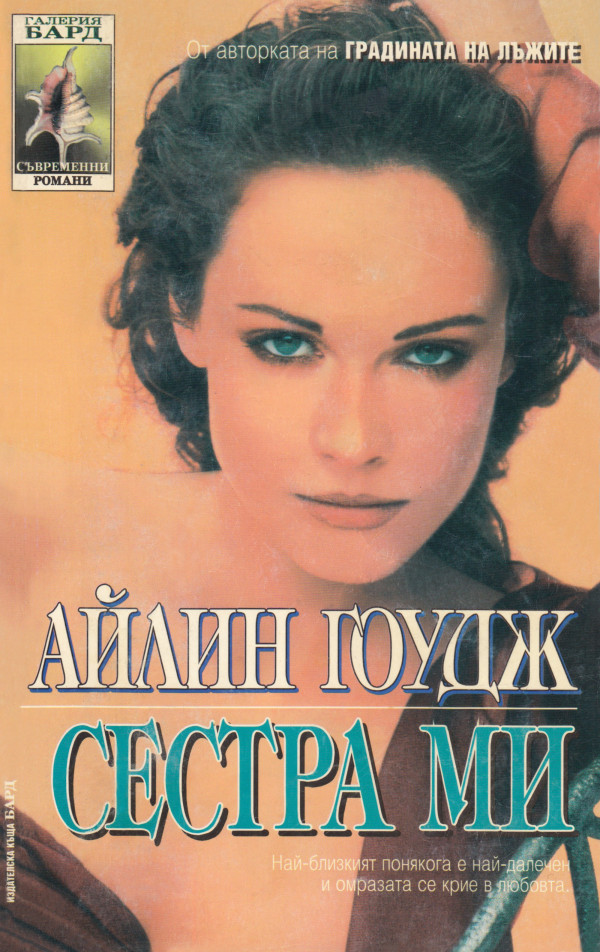 ГАЛЕРИЯ
БАРД
СЪВРЕМЕННИ
РОМАНИ
От авторката на ГРАДИНАТА НА ЛЪЖИТЕ
АЙЛИН ГОУДЖ
СЕСТРА МИ
Най-близкият понякога е най-далечен
и омразата се крие в любовта.
ИЗДАТЕЛСКА КЪЩА БАРД